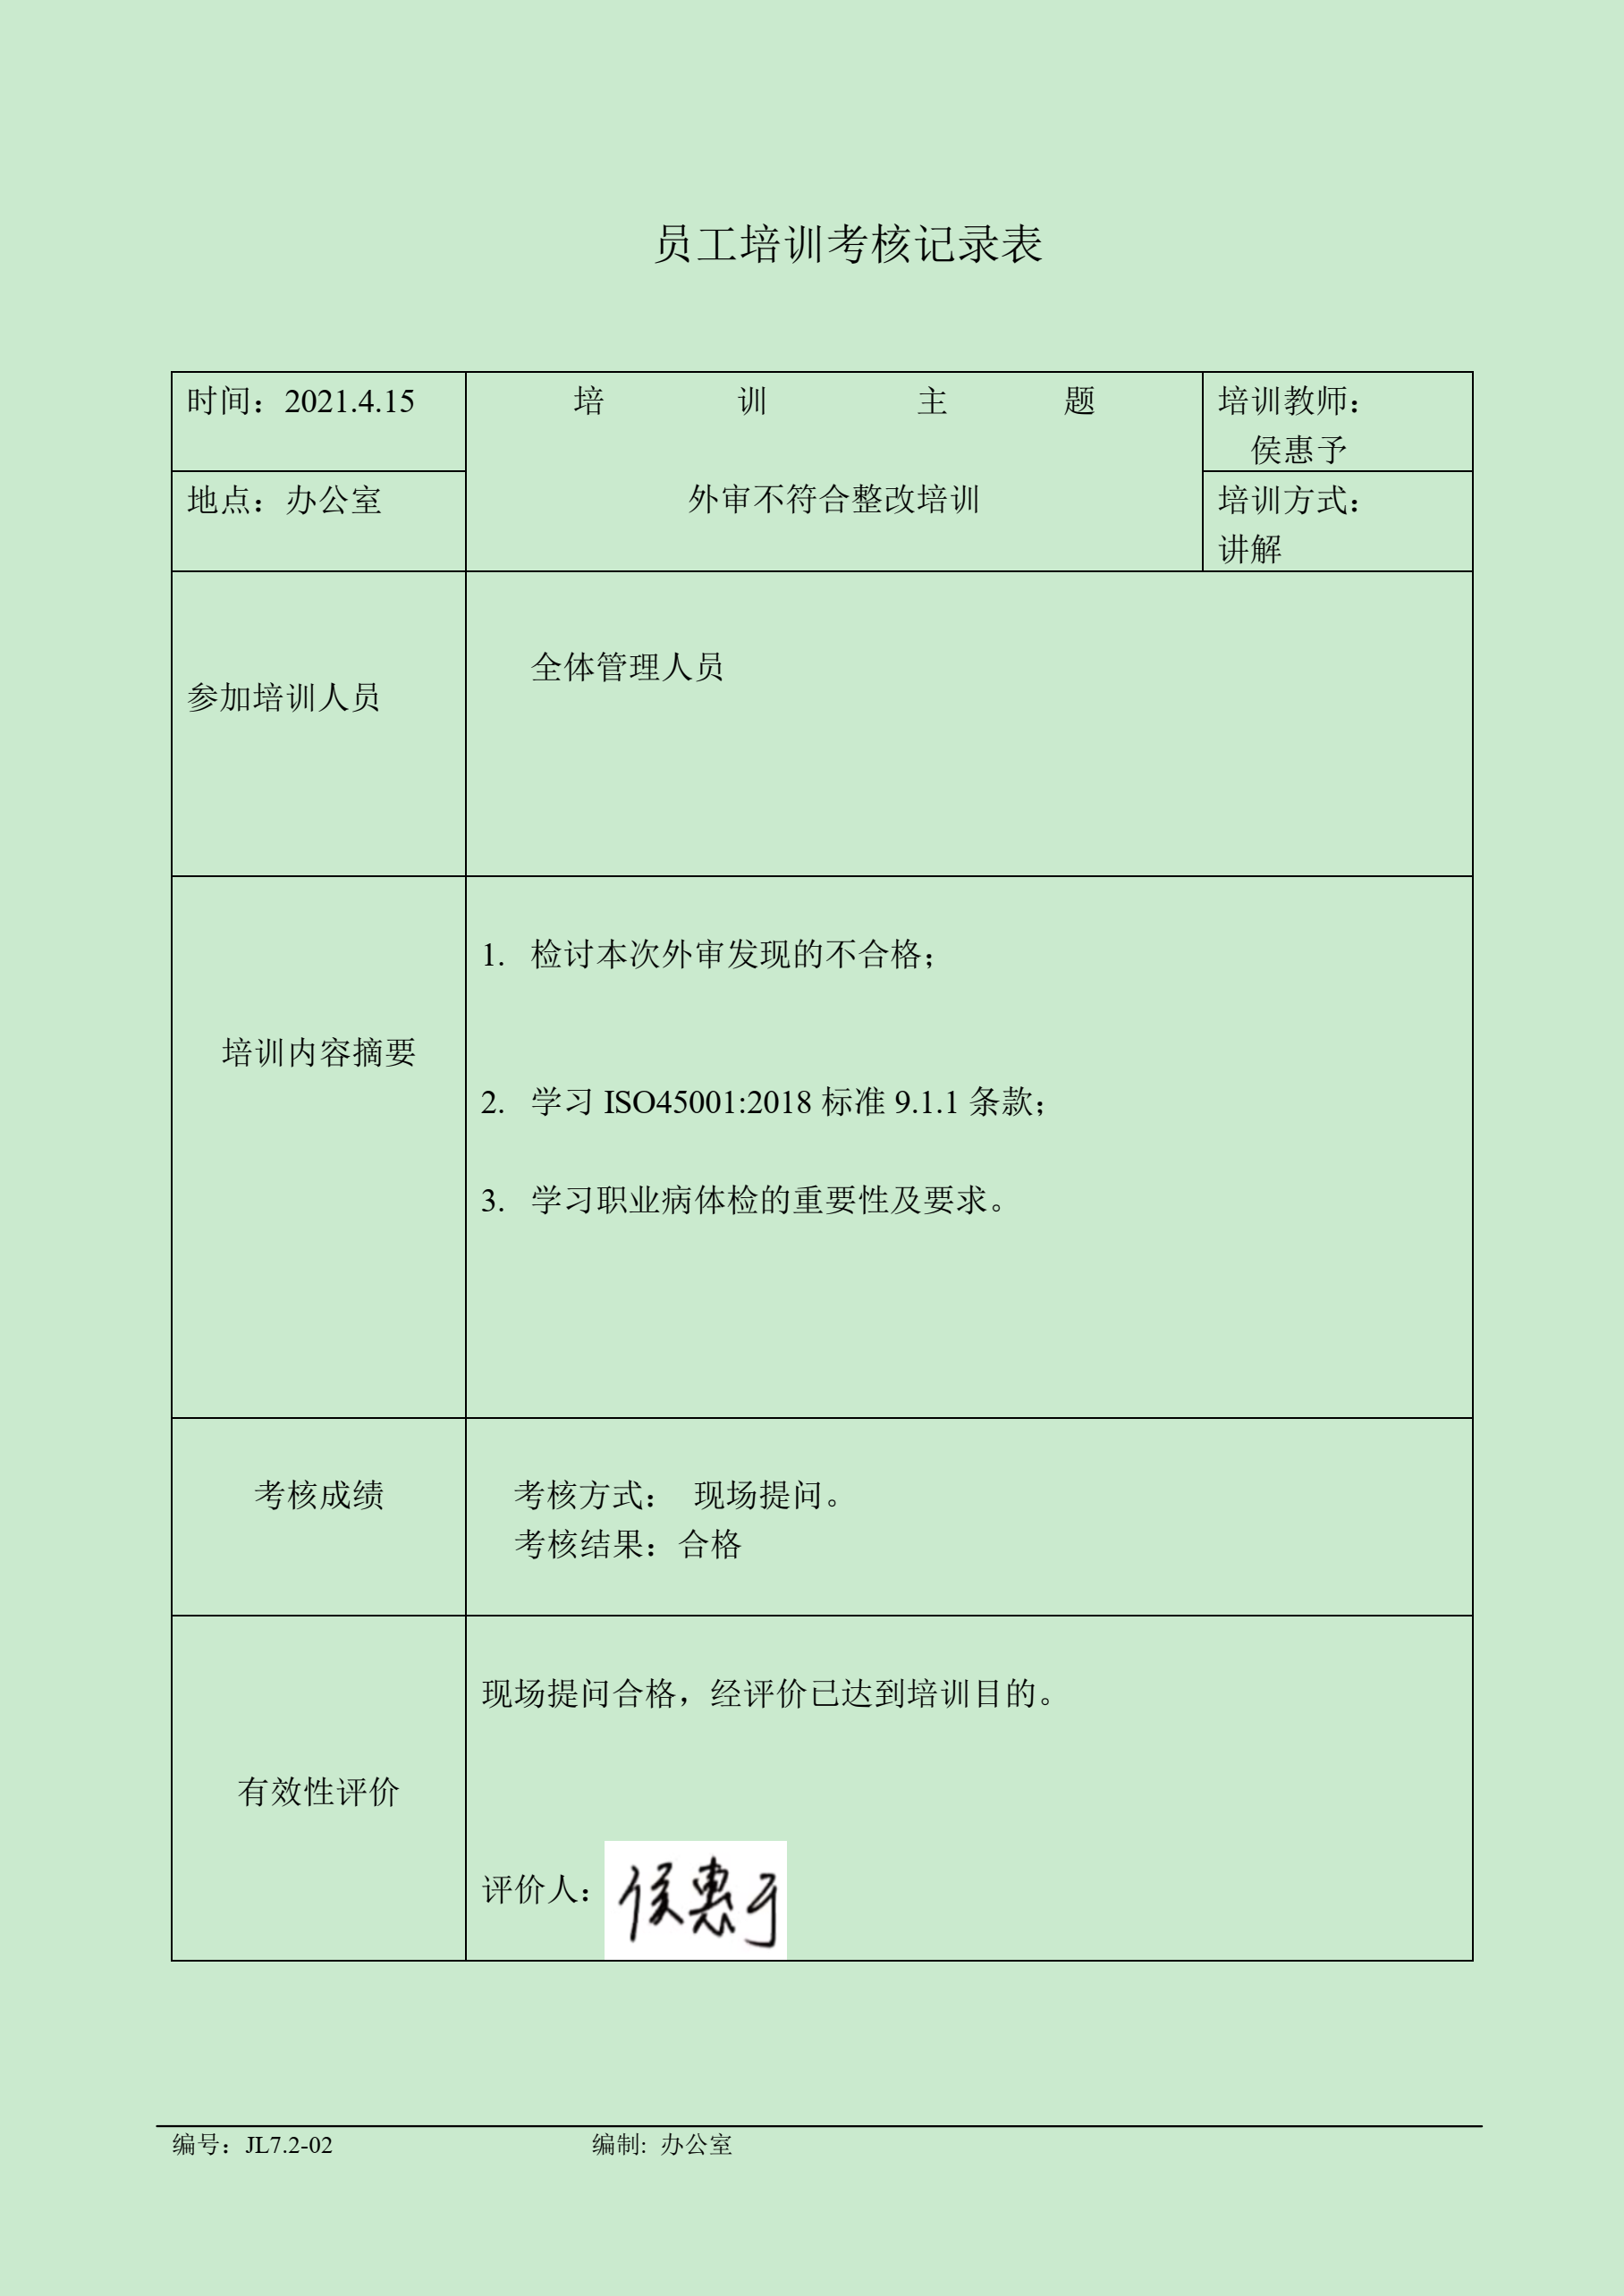 员工培训考核记录表
时间：2021.4.15
培 训 主 题
培训教师：
侯惠予
地点：办公室
外审不符合整改培训
培训方式：
讲解
参加培训人员
全体管理人员
培训内容摘要
1. 检讨本次外审发现的不合格；
2. 学习 ISO45001:2018 标准 9.1.1 条款；
3. 学习职业病体检的重要性及要求。
考核成绩
考核方式： 现场提问。
考核结果：合格
有效性评价
现场提问合格，经评价已达到培训目的。
评价人：侯惠予
编号：JL7.2-02 编制: 办公室